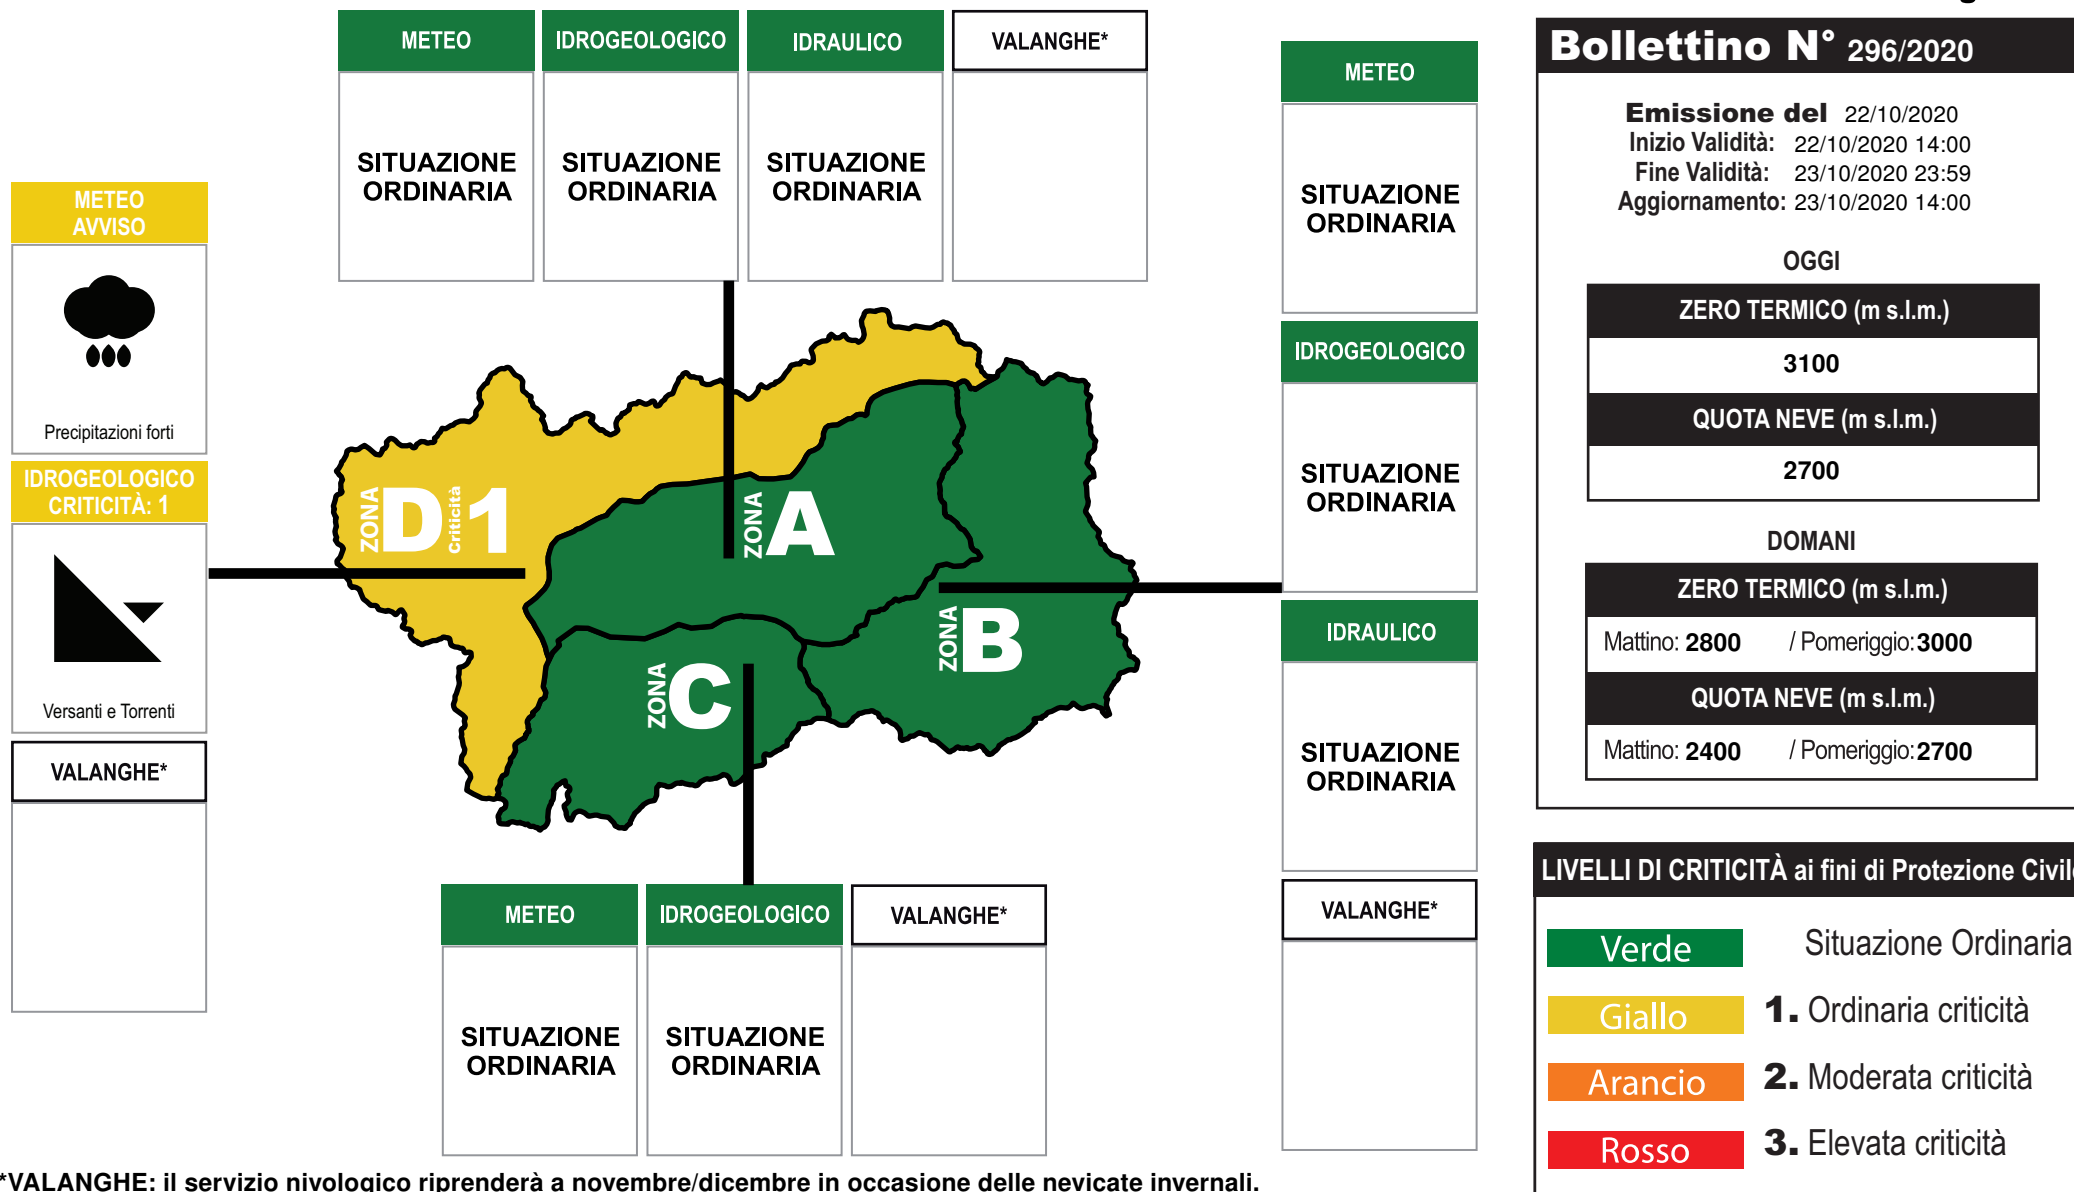 METEO
IDROGEOLOGICO
IDRAULICO
VALANGHE*
SITUAZIONE
ORDINARIA
SITUAZIONE
ORDINARIA
SITUAZIONE
ORDINARIA
METEO
AVVISO
Precipitazioni forti
IDROGEOLOGICO
CRITICITÀ: 1
Versanti e Torrenti
VALANGHE*
ZONA D Criticità 1
ZONA A
ZONA B
ZONA C
METEO
SITUAZIONE
ORDINARIA
IDROGEOLOGICO
SITUAZIONE
ORDINARIA
IDRAULICO
SITUAZIONE
ORDINARIA
VALANGHE*
METEO
IDROGEOLOGICO
VALANGHE*
SITUAZIONE
ORDINARIA
SITUAZIONE
ORDINARIA
*VALANGHE: il servizio nivologico riprenderà a novembre/dicembre in occasione delle nevicate invernali.
Bollettino N° 296/2020
Emissione del 22/10/2020
Inizio Validità: 22/10/2020 14:00
Fine Validità: 23/10/2020 23:59
Aggiornamento: 23/10/2020 14:00
OGGI
ZERO TERMICO (m s.l.m.)
3100
QUOTA NEVE (m s.l.m.)
2700
DOMANI
ZERO TERMICO (m s.l.m.)
Mattino: 2800 / Pomeriggio: 3000
QUOTA NEVE (m s.l.m.)
Mattino: 2400 / Pomeriggio: 2700
LIVELLI DI CRITICITÀ ai fini di Protezione Civile
Verde Situazione Ordinaria
Giallo 1. Ordinaria criticità
Arancio 2. Moderata criticità
Rosso 3. Elevata criticità